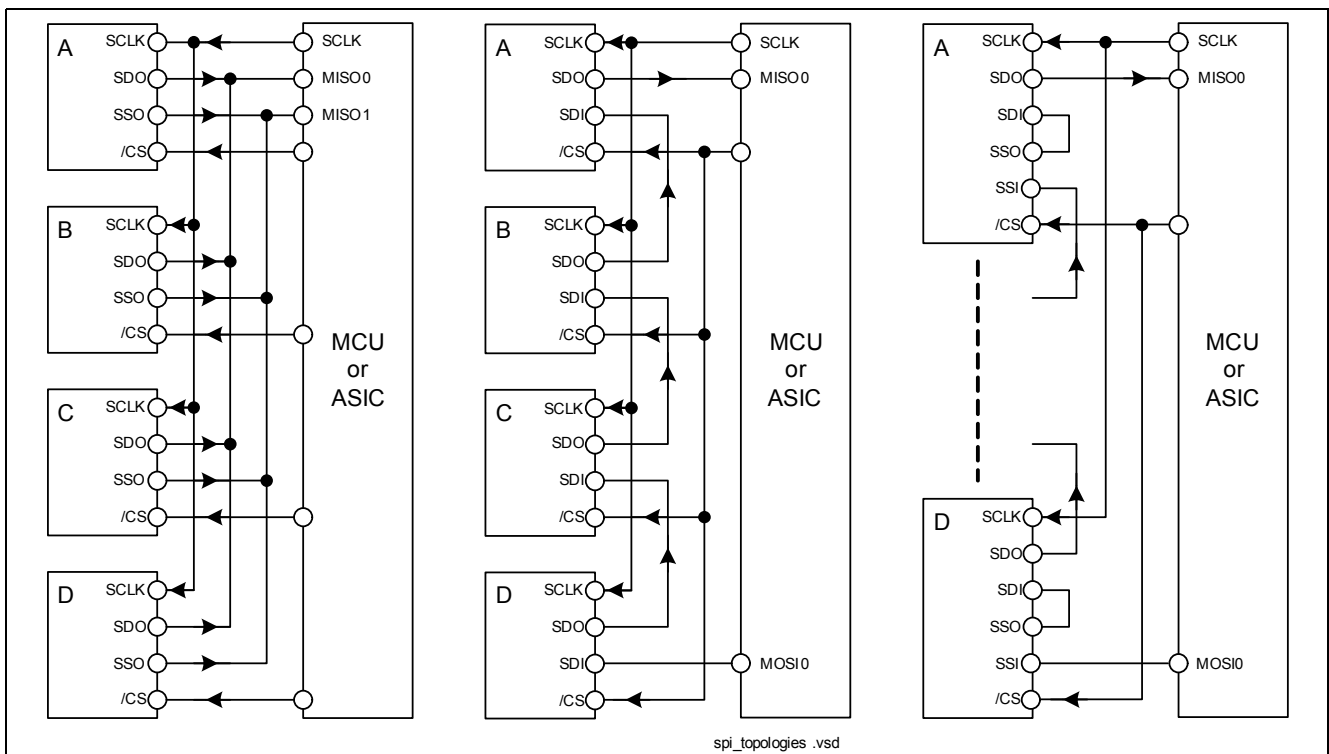 A
SCLK
SDO
SSO
/CS
B
SCLK
SDO
SSO
/CS
C
SCLK
SDO
SSO
/CS
D
SCLK
SDO
SSO
/CS
SCLK
MISO0
MISO1
MCU
or
ASIC
A
SCLK
SDO
SDI
/CS
B
SCLK
SDO
SDI
/CS
C
SCLK
SDO
SDI
/CS
D
SCLK
SDO
SDI
/CS
SCLK
MISO0
MCU
or
ASIC
MOSI0
A
SCLK
SDO
SDI
SSO
SSI
/CS
D
SCLK
SDO
SDI
SSO
SSI
/CS
SCLK
MISO0
MCU
or
ASIC
MOSI0
spi_topologies .vsd